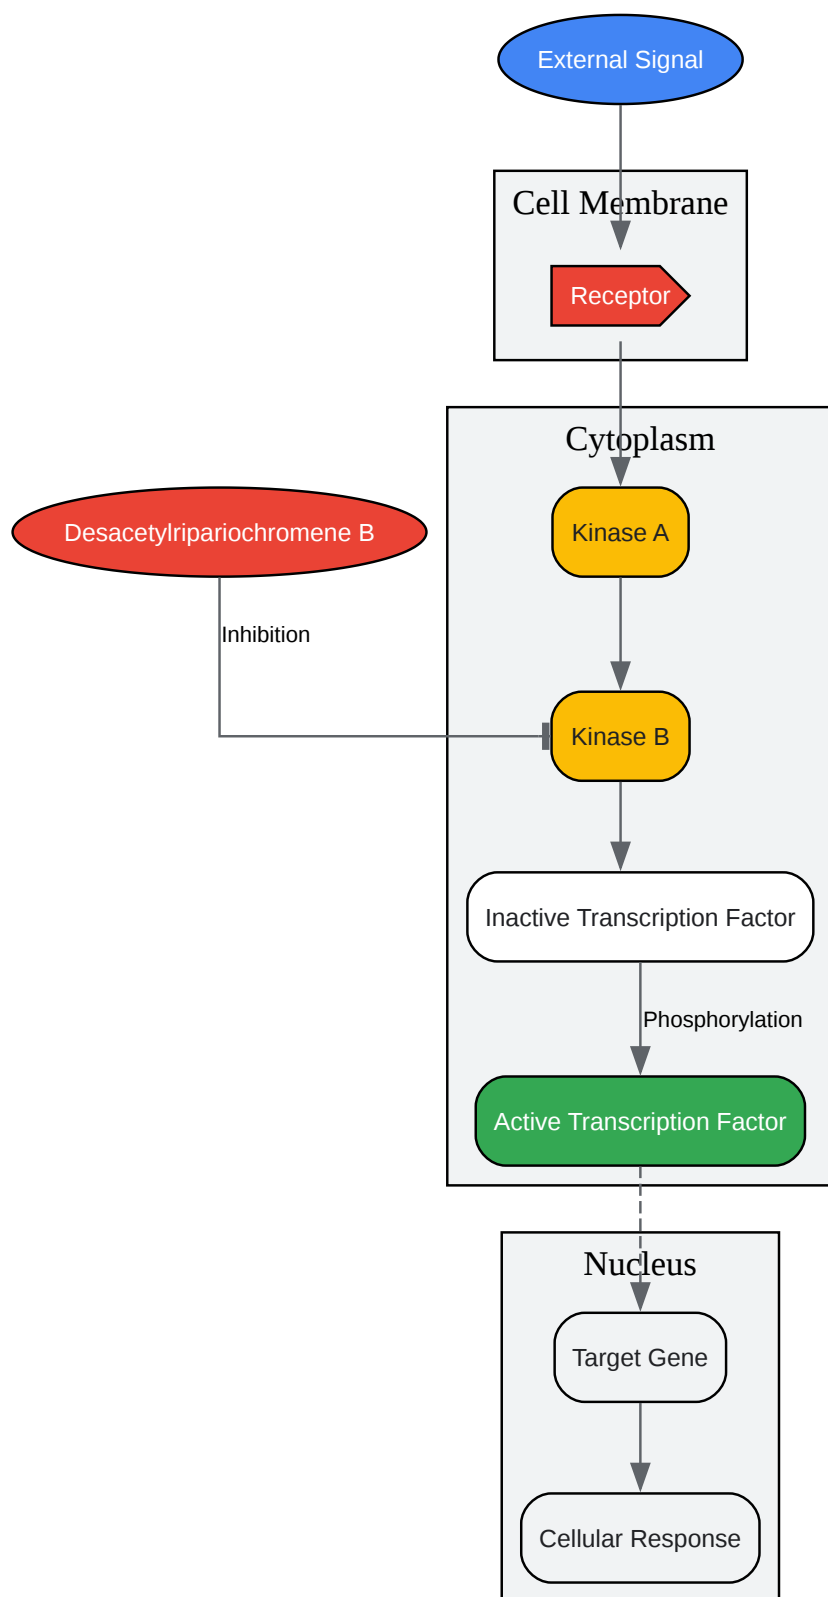 External Signal
Cell Membrane
Receptor
Cytoplasm
Desacetylripariochromene B
Kinase A
Inhibition
Kinase B
Inactive Transcription Factor
Phosphorylation
Active Transcription Factor
Nucleus
Target Gene
Cellular Response